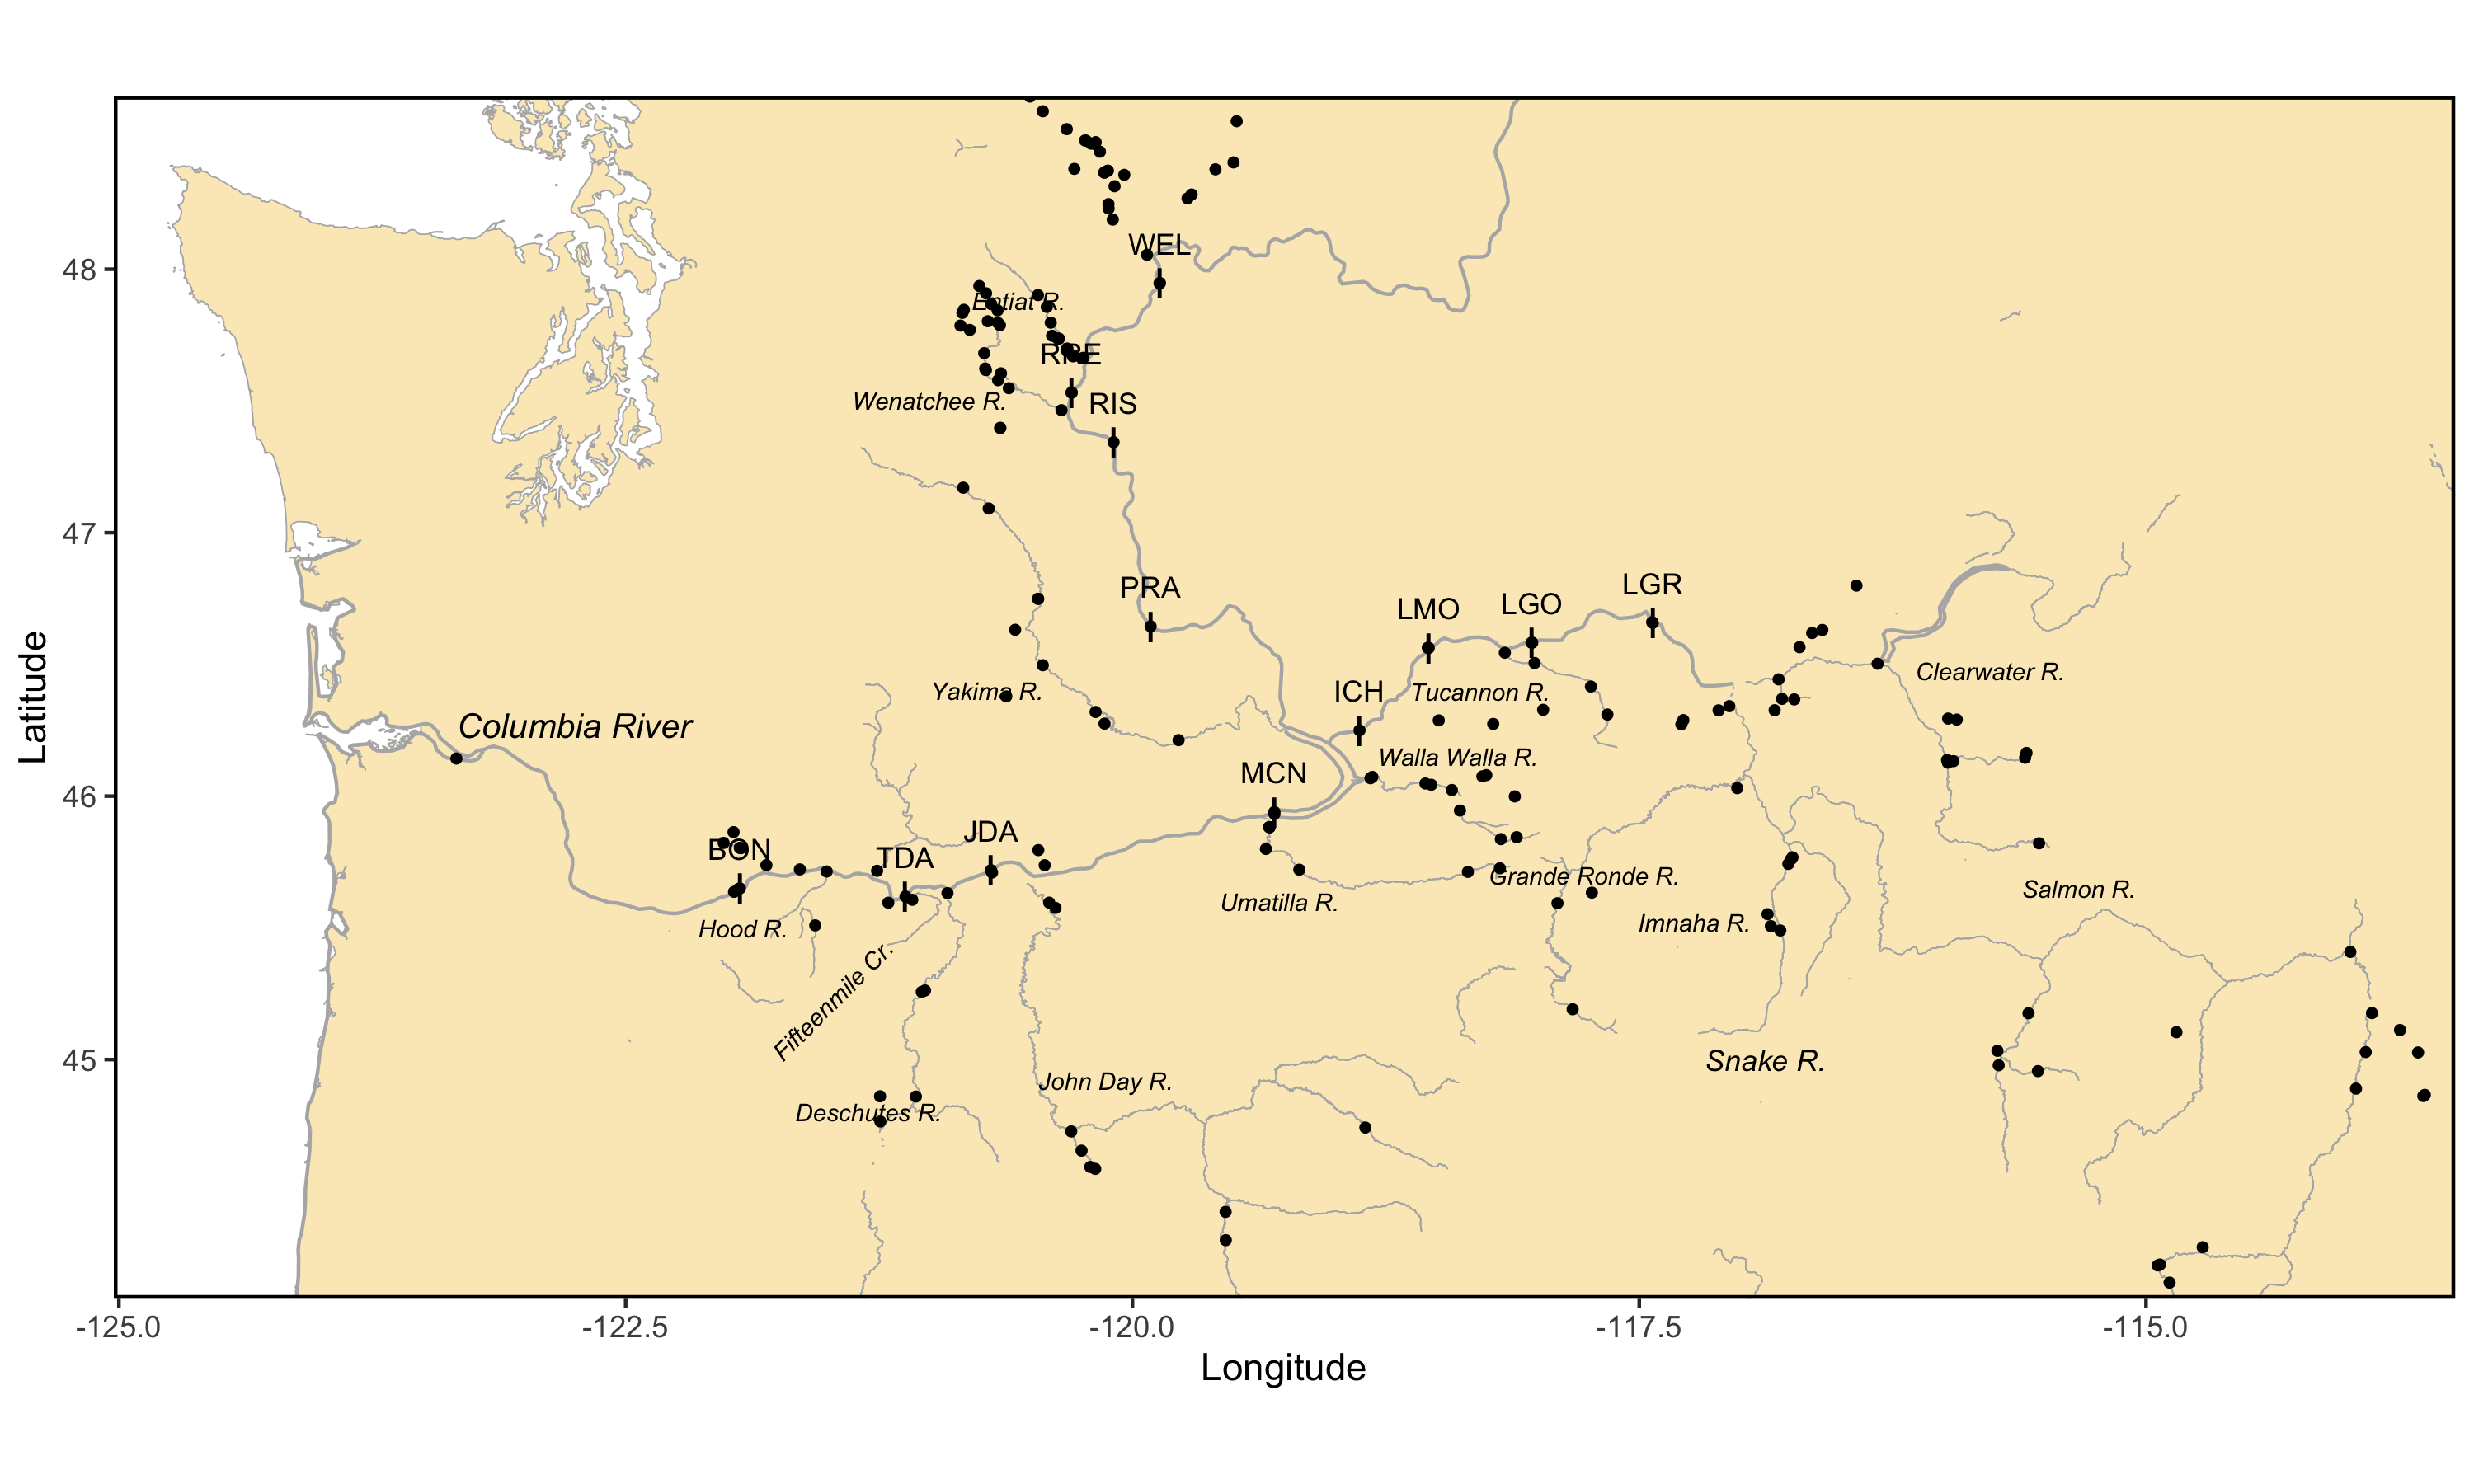 WEL
48
Entiat R.
RRE
Wenatchee R.
RIS
47
PRA
LGR
LGO
LMO
Clearwater R.
ICH
Yakima R.
Tucannon R.
Columbia River
Latitude
Walla Walla R.
MCN
46
JDA
BON
TDA
Grande Ronde R.
Salmon R.
Umatilla R.
Imnaha R.
Hood R.
Fifteenmile Cr.
45
Snake R.
John Day R.
Deschutes R.
-125.0
-122.5
-120.0
-117.5
-115.0
Longitude